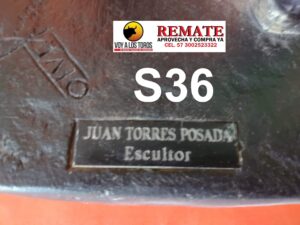 VOY A LOS TOROS
REMATE
APROVECHA Y COMPRA YA
CEL. 57 3002523322
S36
JUAN TORRES POSADA
Escultor